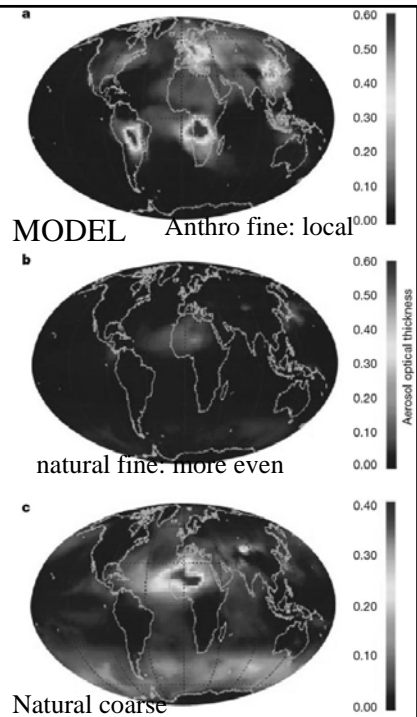 a
0.60
0.50
0.40
0.30
0.20
0.10
0.00
MODEL Anthro fine: local
b
0.60
0.50
0.40
0.30
0.20
0.10
0.00
Aerosol optical thickness
natural fine: more even
c
0.40
0.30
0.20
0.10
0.00
Natural coarse